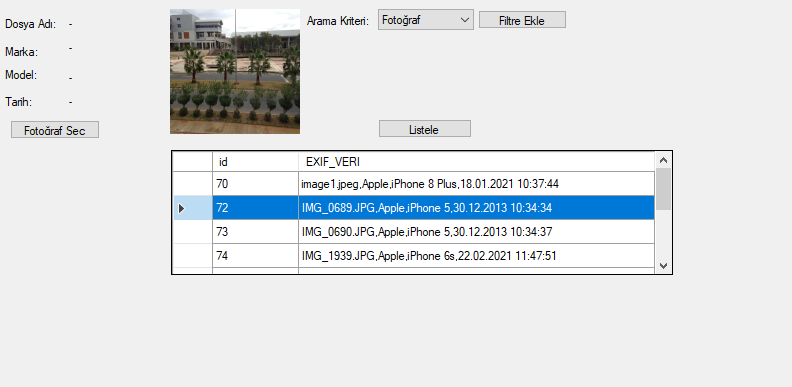 Dosya Adı: -
Marka: -
Model: -
Tarih: -
Fotoğraf Sec
Arama Kriteri: Fotoğraf Filtre Ekle
Listele
id EXIF_VERI
70 image1.jpeg,Apple,iPhone 8 Plus,18.01.2021 10:37:44
72 IMG_0689.JPG,Apple,iPhone 5,30.12.2013 10:34:34
73 IMG_0690.JPG,Apple,iPhone 5,30.12.2013 10:34:37
74 IMG_1939.JPG,Apple,iPhone 6s,22.02.2021 11:47:51